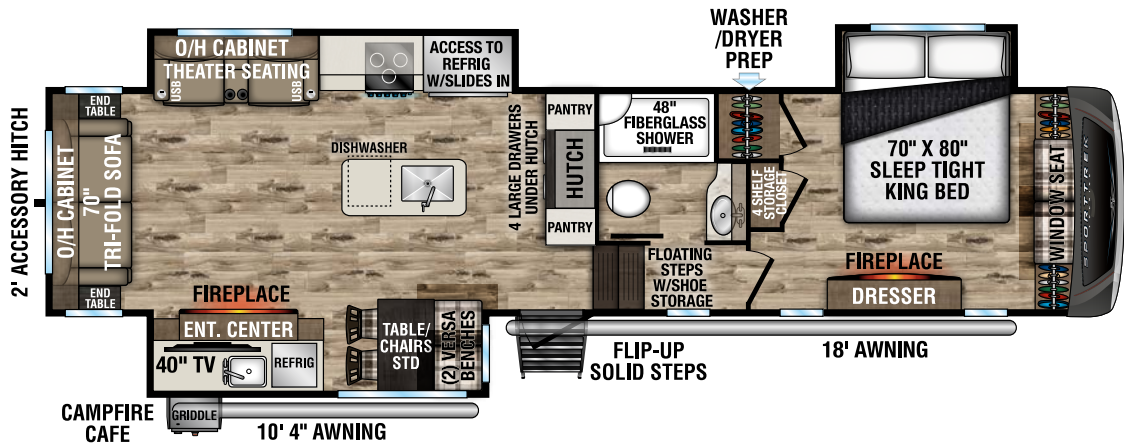 WASHER
/DRYER
PREP
O/H CABINET
THEATER SEATING
USB
USB
ACCESS TO
REFRIG
W/SLIDES IN
END
TABLE
2' ACCESSORY HITCH
O/H CABINET
70"
TRI-FOLD SOFA
END
TABLE
DISHWASHER
4 LARGE DRAWERS
UNDER HUTCH
PANTRY
HUTCH
PANTRY
48"
FIBERGLASS
SHOWER
4 SHELF
STORAGE
CLOSET
70" X 80"
SLEEP TIGHT
KING BED
WINDOW SEAT
SPORTTREK
FLOATING
STEPS
W/SHOE
STORAGE
FIREPLACE
DRESSER
FIREPLACE
ENT. CENTER
40" TV
REFRIG
TABLE/
CHAIRS
STD
(2) VERSA
BENCHES
FLIP-UP
SOLID STEPS
18' AWNING
CAMPFIRE
CAFE
GRIDDLE
10' 4" AWNING